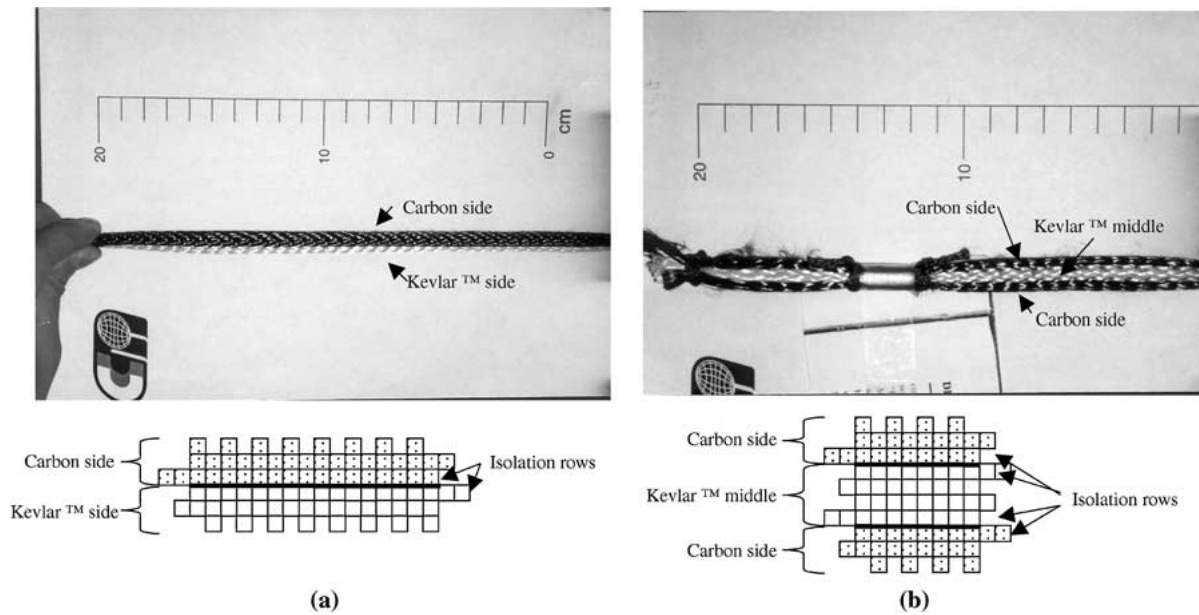 20
10
0
cm
Carbon side
Kevlar ™ side
Carbon side
Kevlar ™ side
Isolation rows
(a)
20
10
Carbon side
Kevlar ™ middle
Carbon side
Carbon side
Kevlar ™ middle
Carbon side
Isolation rows
(b)